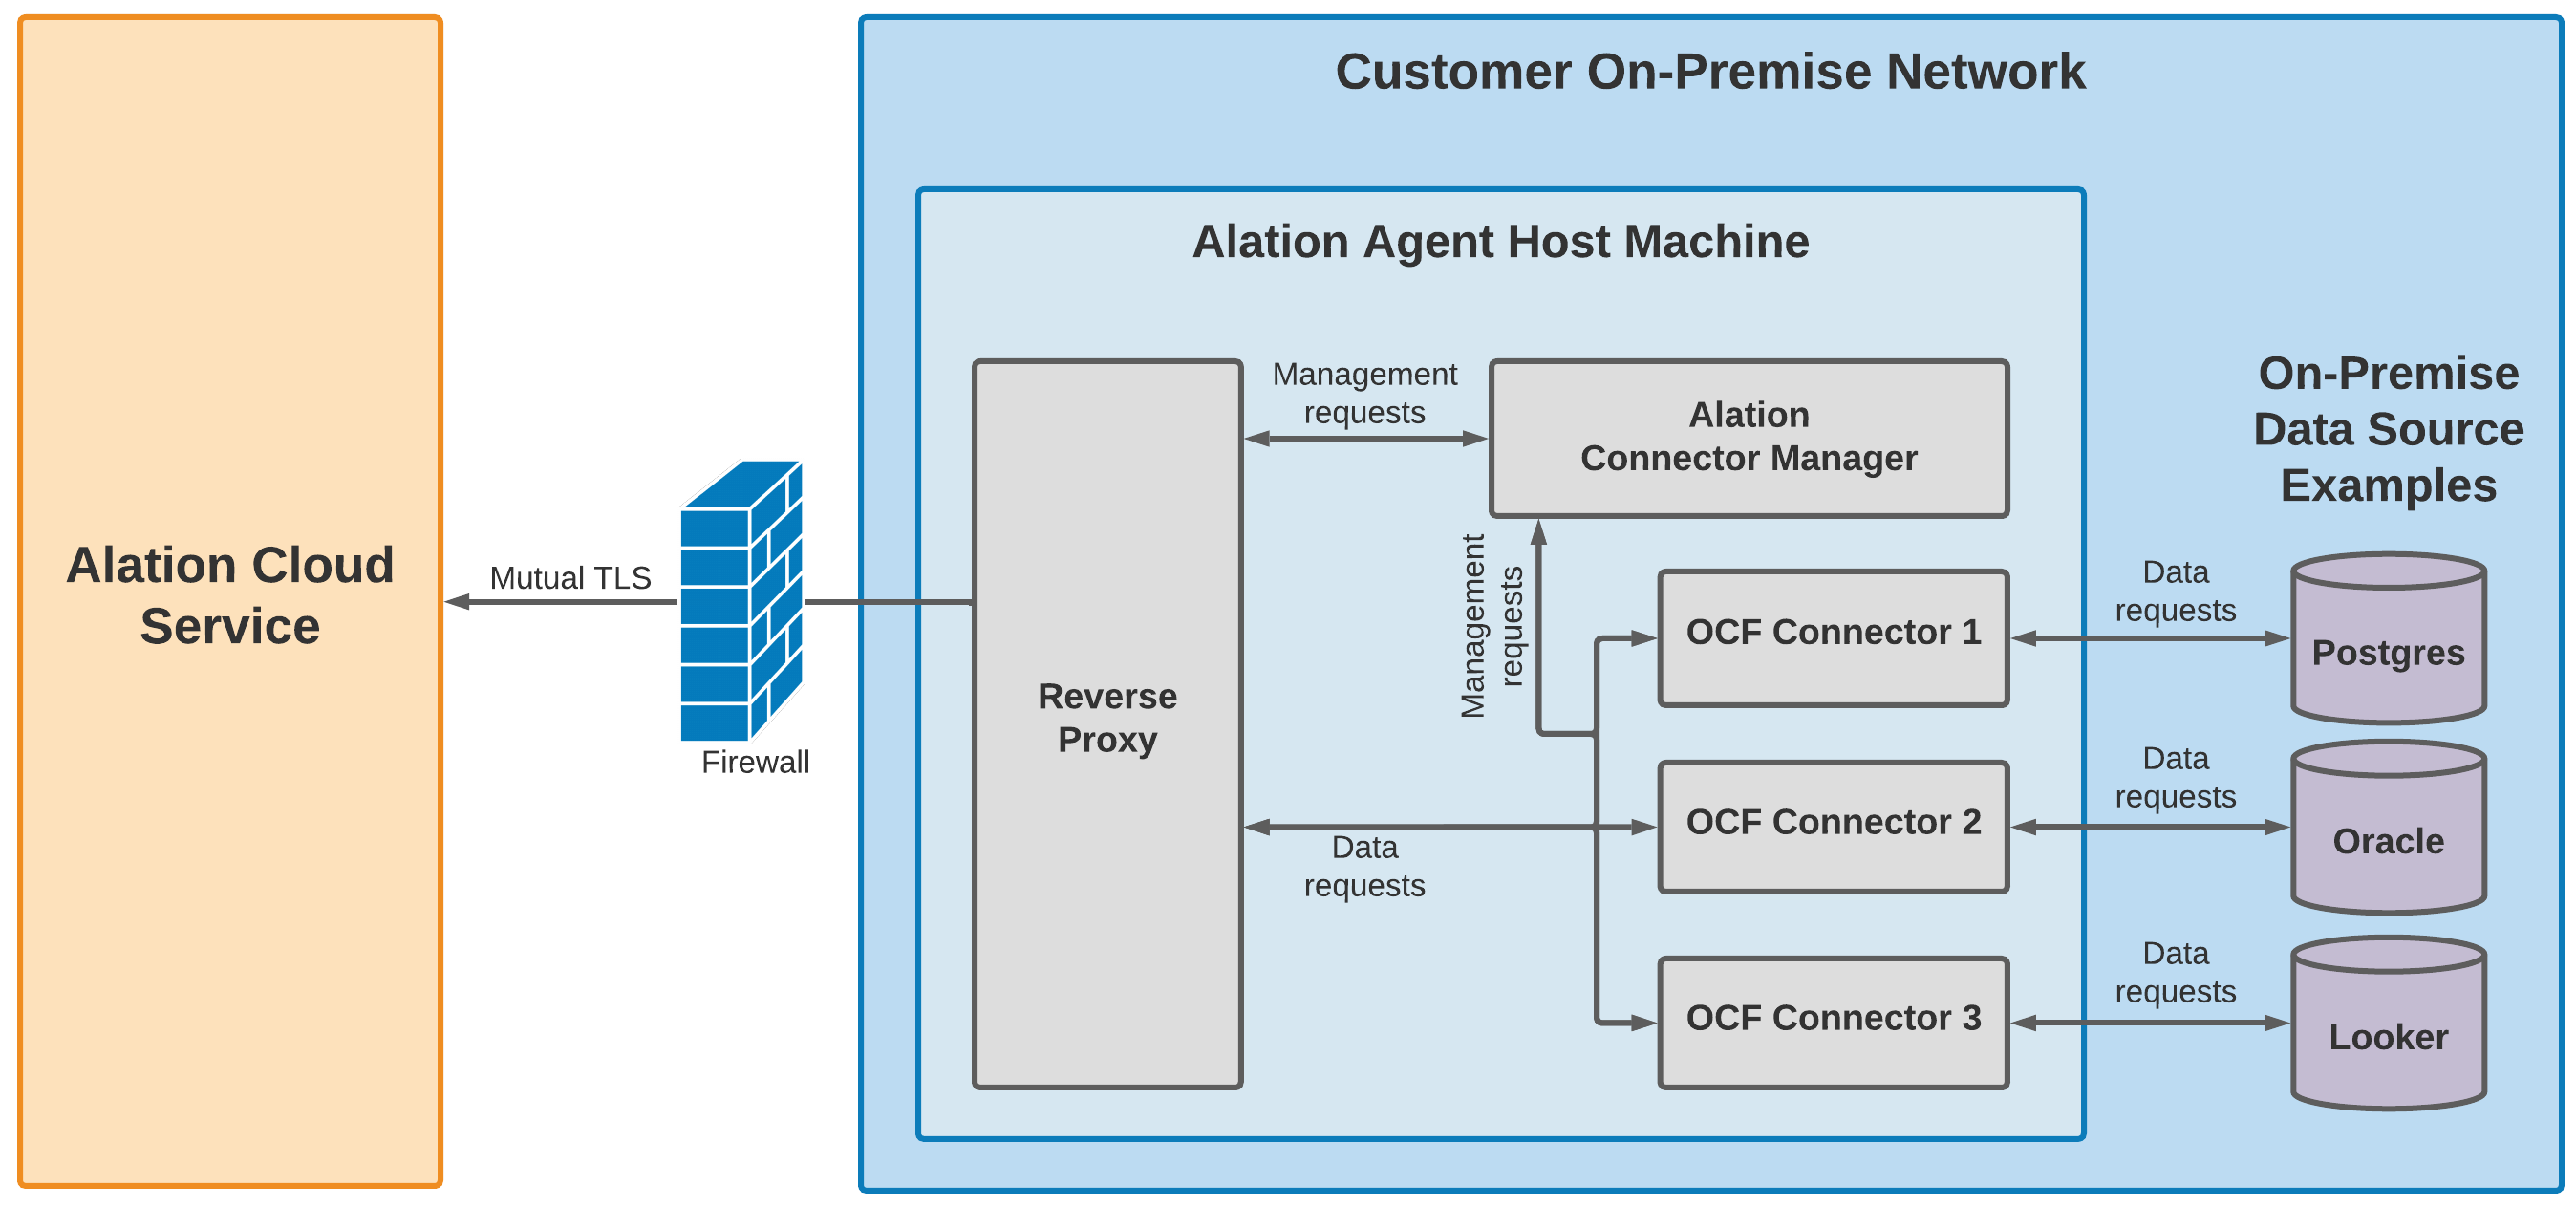 Customer On-Premise Network
Alation Agent Host Machine
Alation Cloud
Service
Mutual TLS
Firewall
Reverse
Proxy
Management
requests
Alation
Connector Manager
Management
requests
Data
requests
OCF Connector 1
OCF Connector 2
OCF Connector 3
On-Premise
Data Source
Examples
Data
requests
Postgres
Data
requests
Oracle
Data
requests
Looker